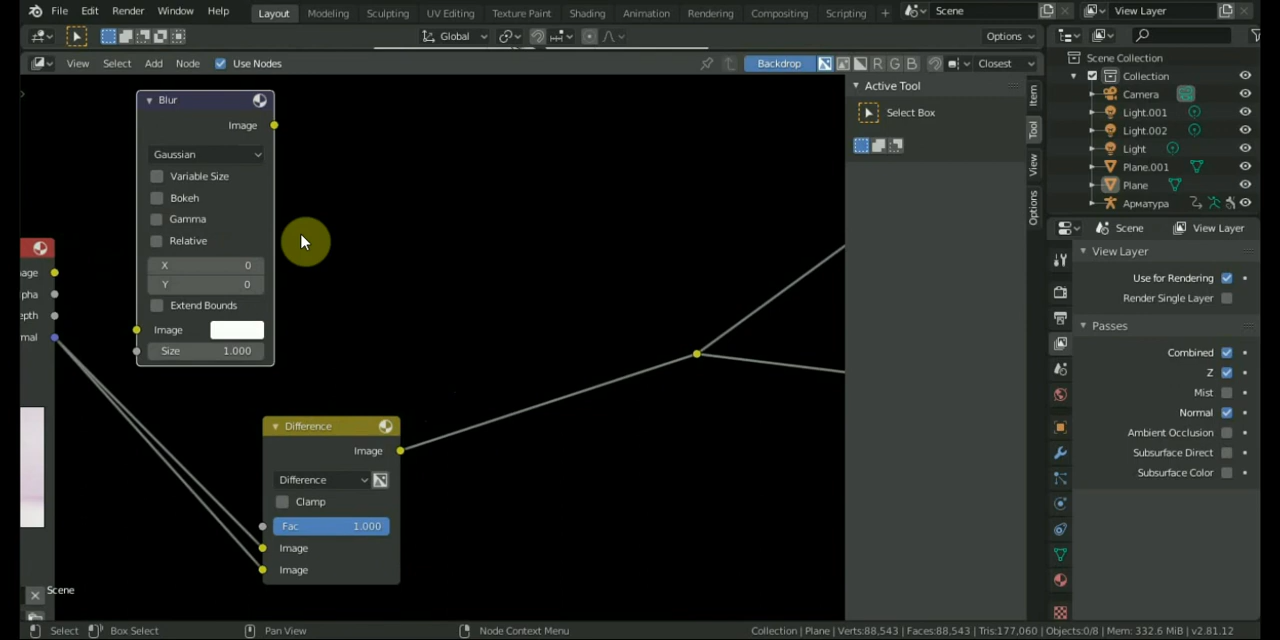 File Edit Render Window Help Layout Modeling Sculpting UV Editing Texture Paint Shading Animation Rendering Compositing Scripting + Scene View Layer
Global Options
View Select Add Node Use Nodes Backdrop R G B Closest
Blur
Image
Gaussian
Variable Size
Bokeh
Gamma
Relative
X 0
Y 0
Extend Bounds
Image
Size 1.000
age
pha
epth
mal
Difference
Image
Difference
Clamp
Fac 1.000
Image
Image
Scene
Active Tool
Select Box
Item
Tool
View
Options
Scene Collection
Collection
Camera
Light.001
Light.002
Light
Plane.001
Plane
Арматура
Scene View Layer
View Layer
Use for Rendering
Render Single Layer
Passes
Combined
Z
Mist
Normal
Ambient Occlusion
Subsurface Direct
Subsurface Color
Select Box Select Pan View Node Context Menu Collection | Plane | Verts:88,543 | Faces:88,543 | Tris:177,060 | Objects:0/8 | Mem: 332.6 MiB | v2.81.12